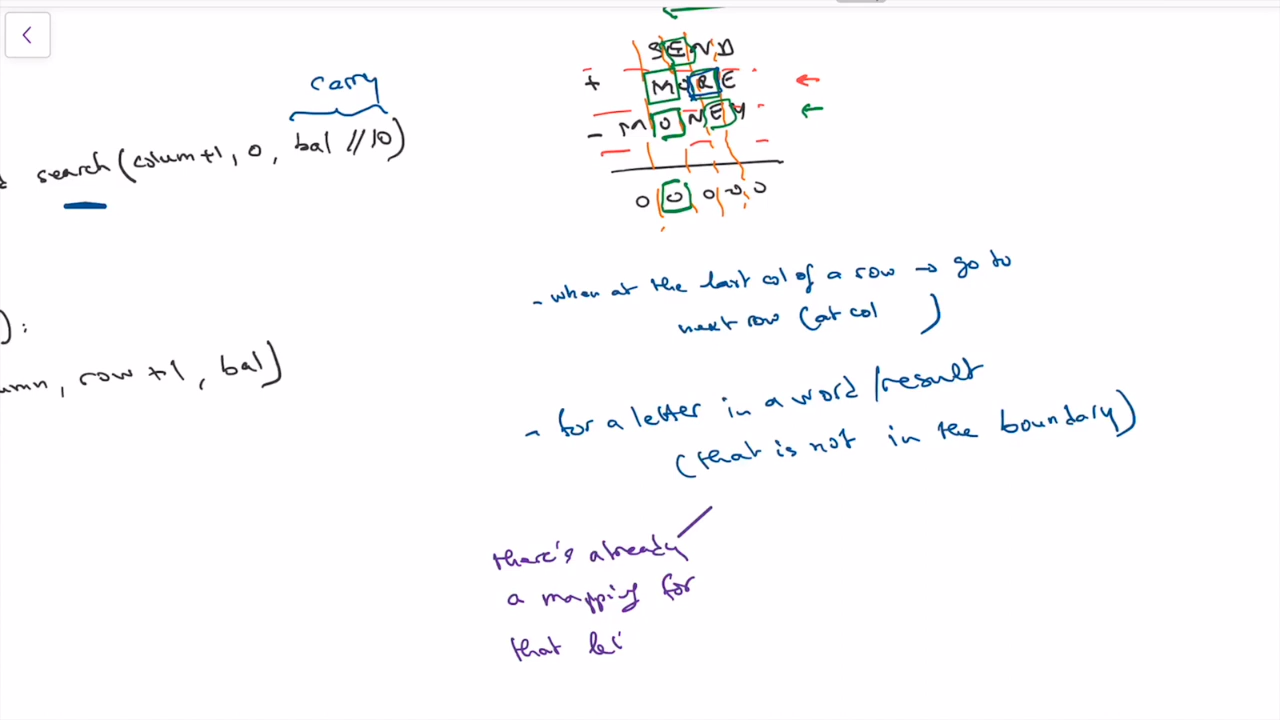 carry
search(column+1, 0, bal //10)
):
umn, row +1, bal)
SEND
+ MORE
- MONEY
0 0 0 0 0
- when at the last col of a row → go to
next row (at col )
- for a letter in a word/result
(that is not in the boundary)
there's already
a mapping for
that let